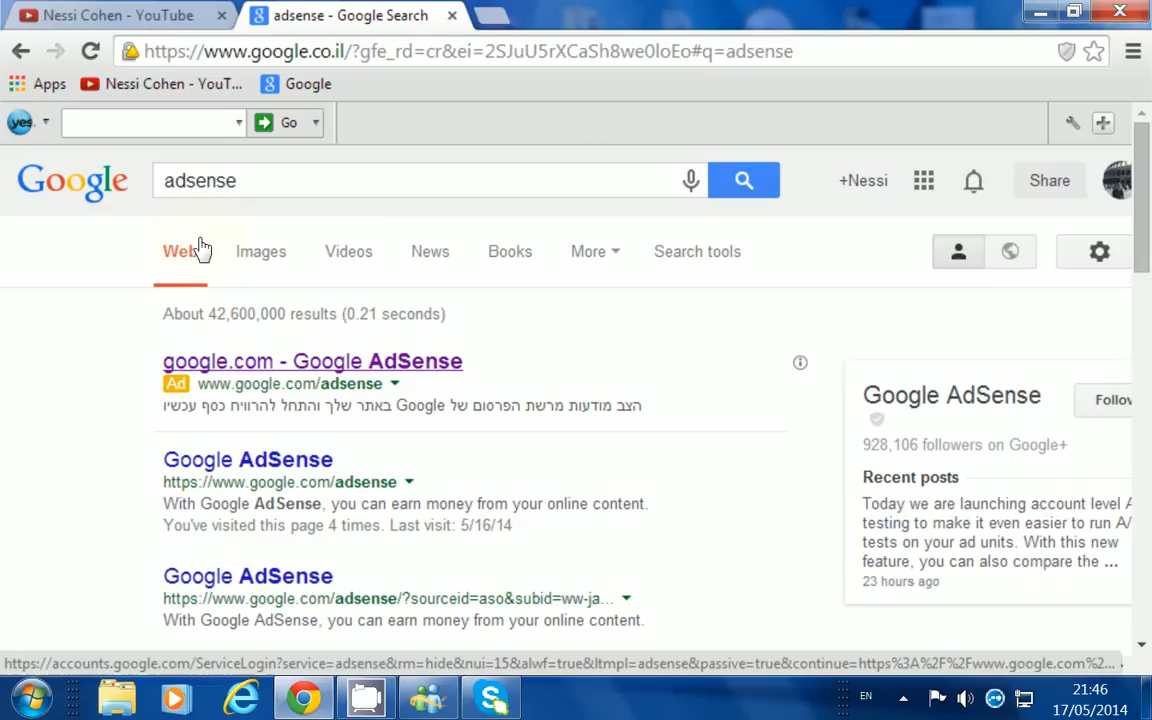 Nessi Cohen - YouTube
adsense - Google Search
https://www.google.co.il/?gfe_rd=cr&ei=2SJuU5rXCaSh8we0loEo#q=adsense
Apps
Nessi Cohen - YouT...
Google
yes
Go
Google
adsense
+Nessi
Share
Web
Images
Videos
News
Books
More
Search tools
About 42,600,000 results (0.21 seconds)
google.com - Google AdSense
Ad www.google.com/adsense
הצב מודעות מרשת הפרסום של Google באתר שלך והתחל להרוויח כסף עכשיו
Google AdSense
https://www.google.com/adsense
With Google AdSense, you can earn money from your online content.
You've visited this page 4 times. Last visit: 5/16/14
Google AdSense
https://www.google.com/adsense/?sourceid=aso&subid=ww-ja...
With Google AdSense, you can earn money from your online content.
Google AdSense
Follow
928,106 followers on Google+
Recent posts
Today we are launching account level A/
testing to make it even easier to run A/
tests on your ad units. With this new
feature, you can also compare the ...
23 hours ago
https://accounts.google.com/ServiceLogin?service=adsense&rm=hide&nui=15&alwf=true&ltmpl=adsense&passive=true&continue=https%3A%2F%2Fwww.google.com%2...
EN
21:46
17/05/2014